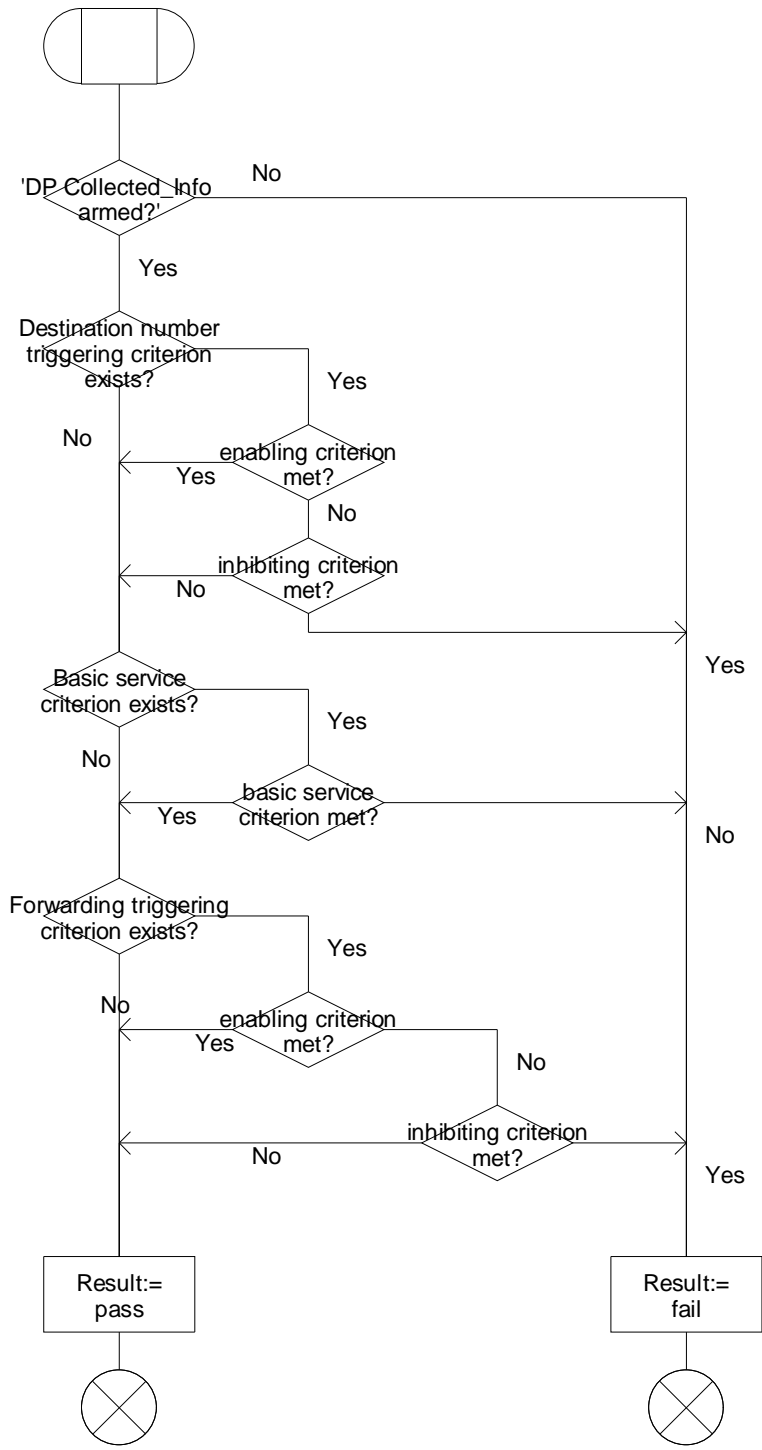 'DP Collected_Info
armed?'
No
Yes
Destination number
triggering criterion
exists?
Yes
No
enabling criterion
met?
Yes
No
inhibiting criterion
met?
No
Yes
Basic service
criterion exists?
Yes
No
basic service
criterion met?
Yes
No
Forwarding triggering
criterion exists?
Yes
No
enabling criterion
met?
Yes
No
inhibiting criterion
met?
No
Yes
Result:=
pass
Result:=
fail